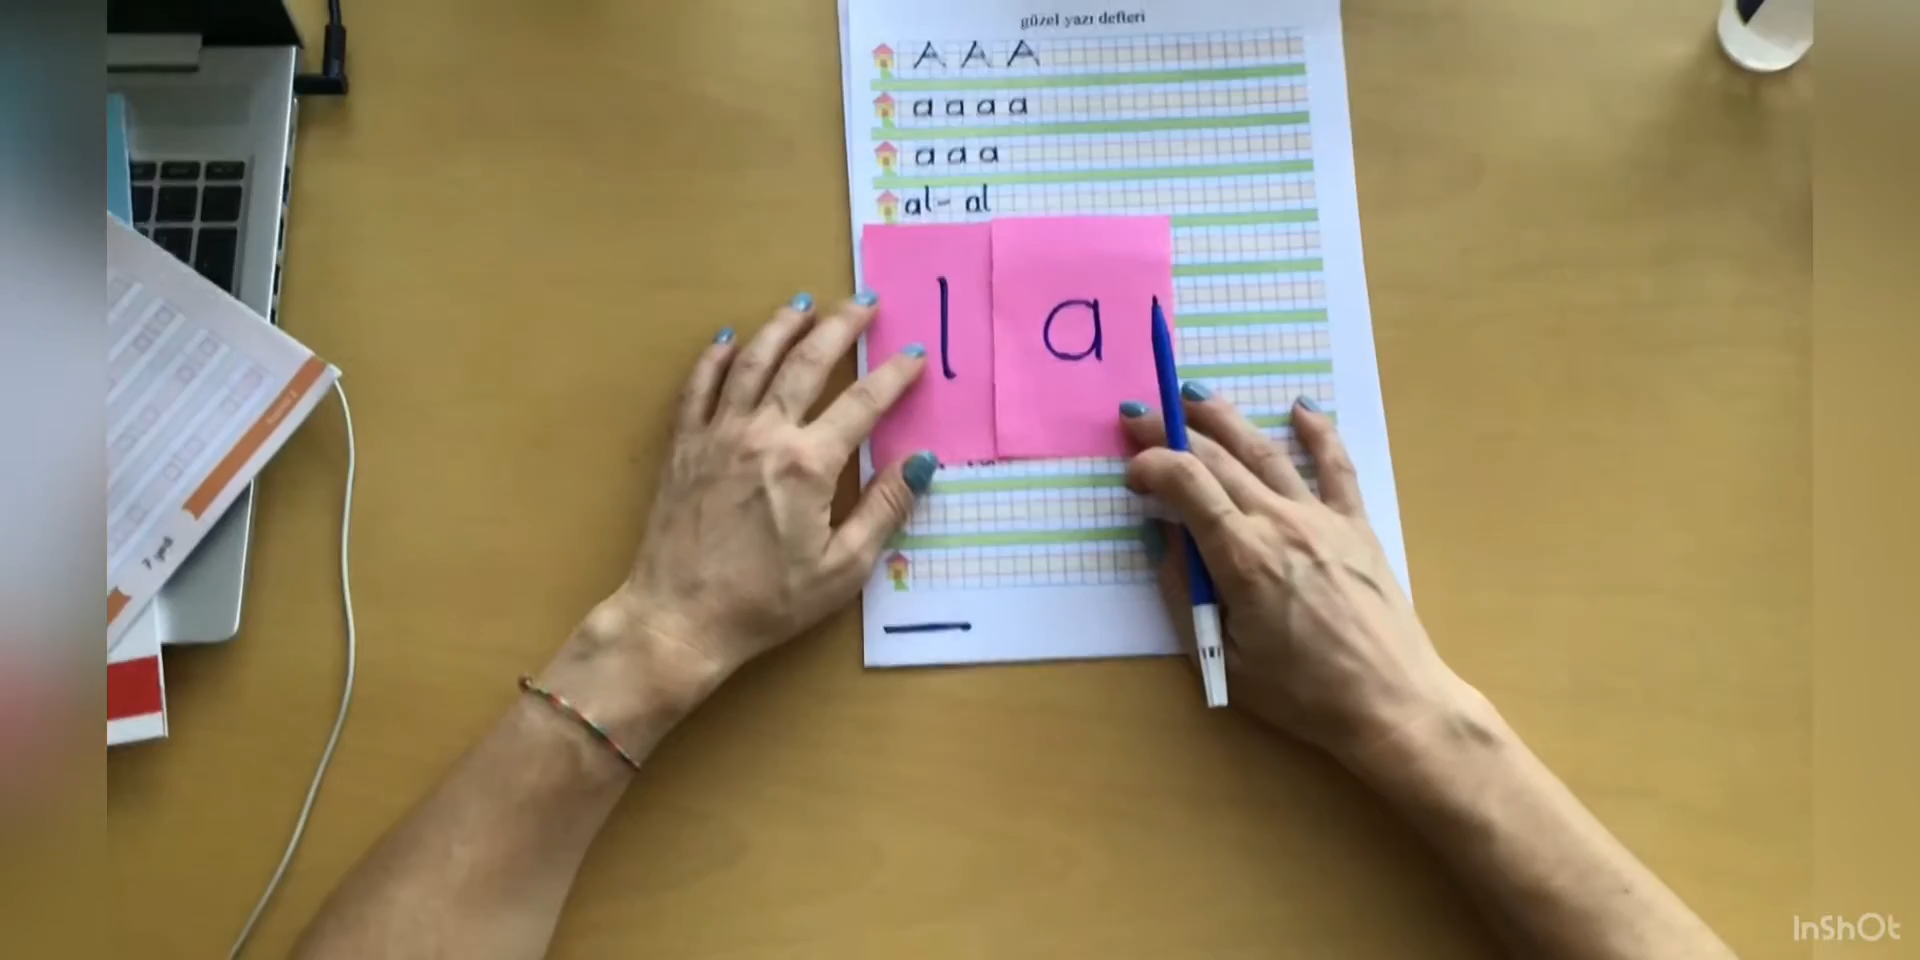 güzel yazı defteri
A A A
a a a a
a a a
al- al
l a
InShOt